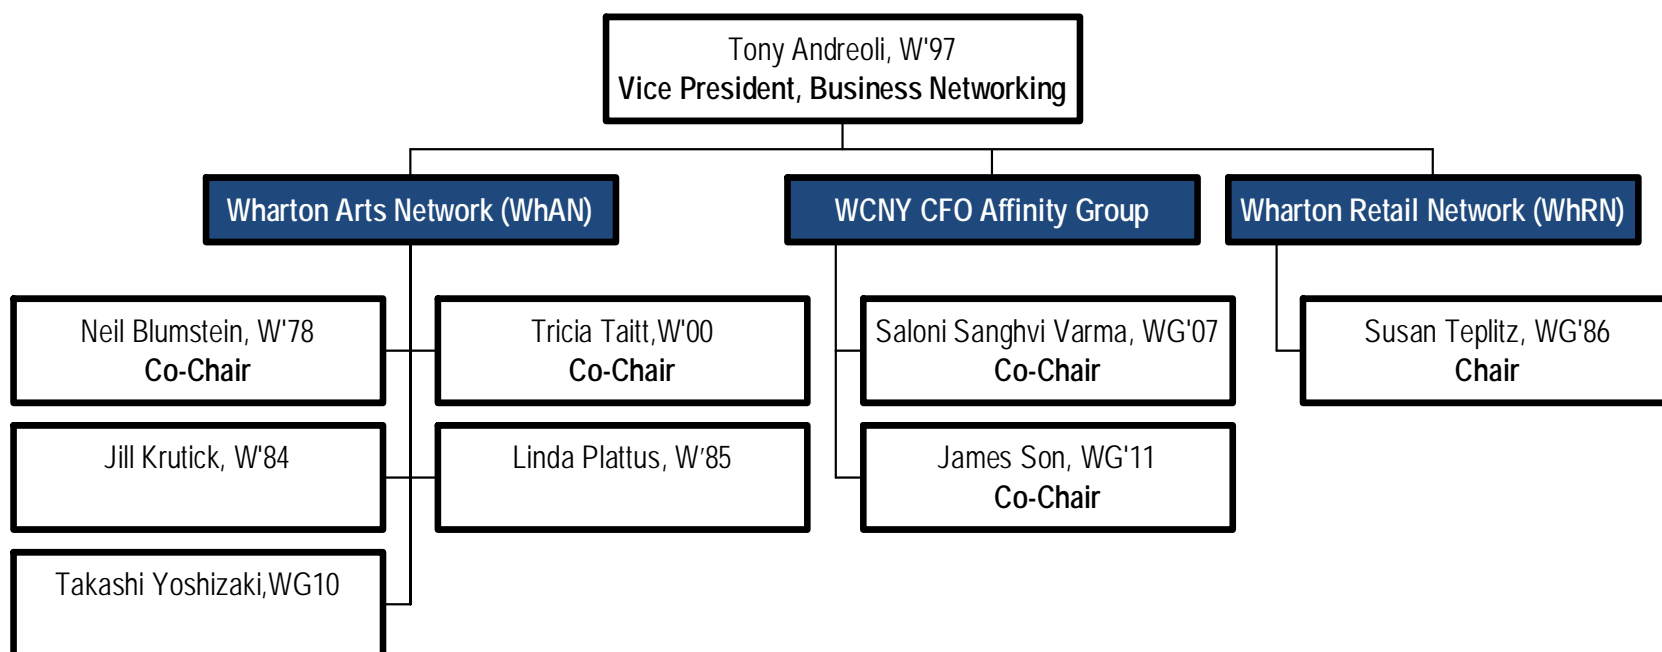 Tony Andreoli, W'97
Vice President, Business Networking
Wharton Arts Network (WhAN)
WCNY CFO Affinity Group
Wharton Retail Network (WhRN)
Neil Blumstein, W'78
Co-Chair
Tricia Taitt,W'00
Co-Chair
Saloni Sanghvi Varma, WG'07
Co-Chair
Susan Teplitz, WG'86
Chair
Jill Krutick, W'84
Linda Plattus, W’85
James Son, WG'11
Co-Chair
Takashi Yoshizaki,WG10